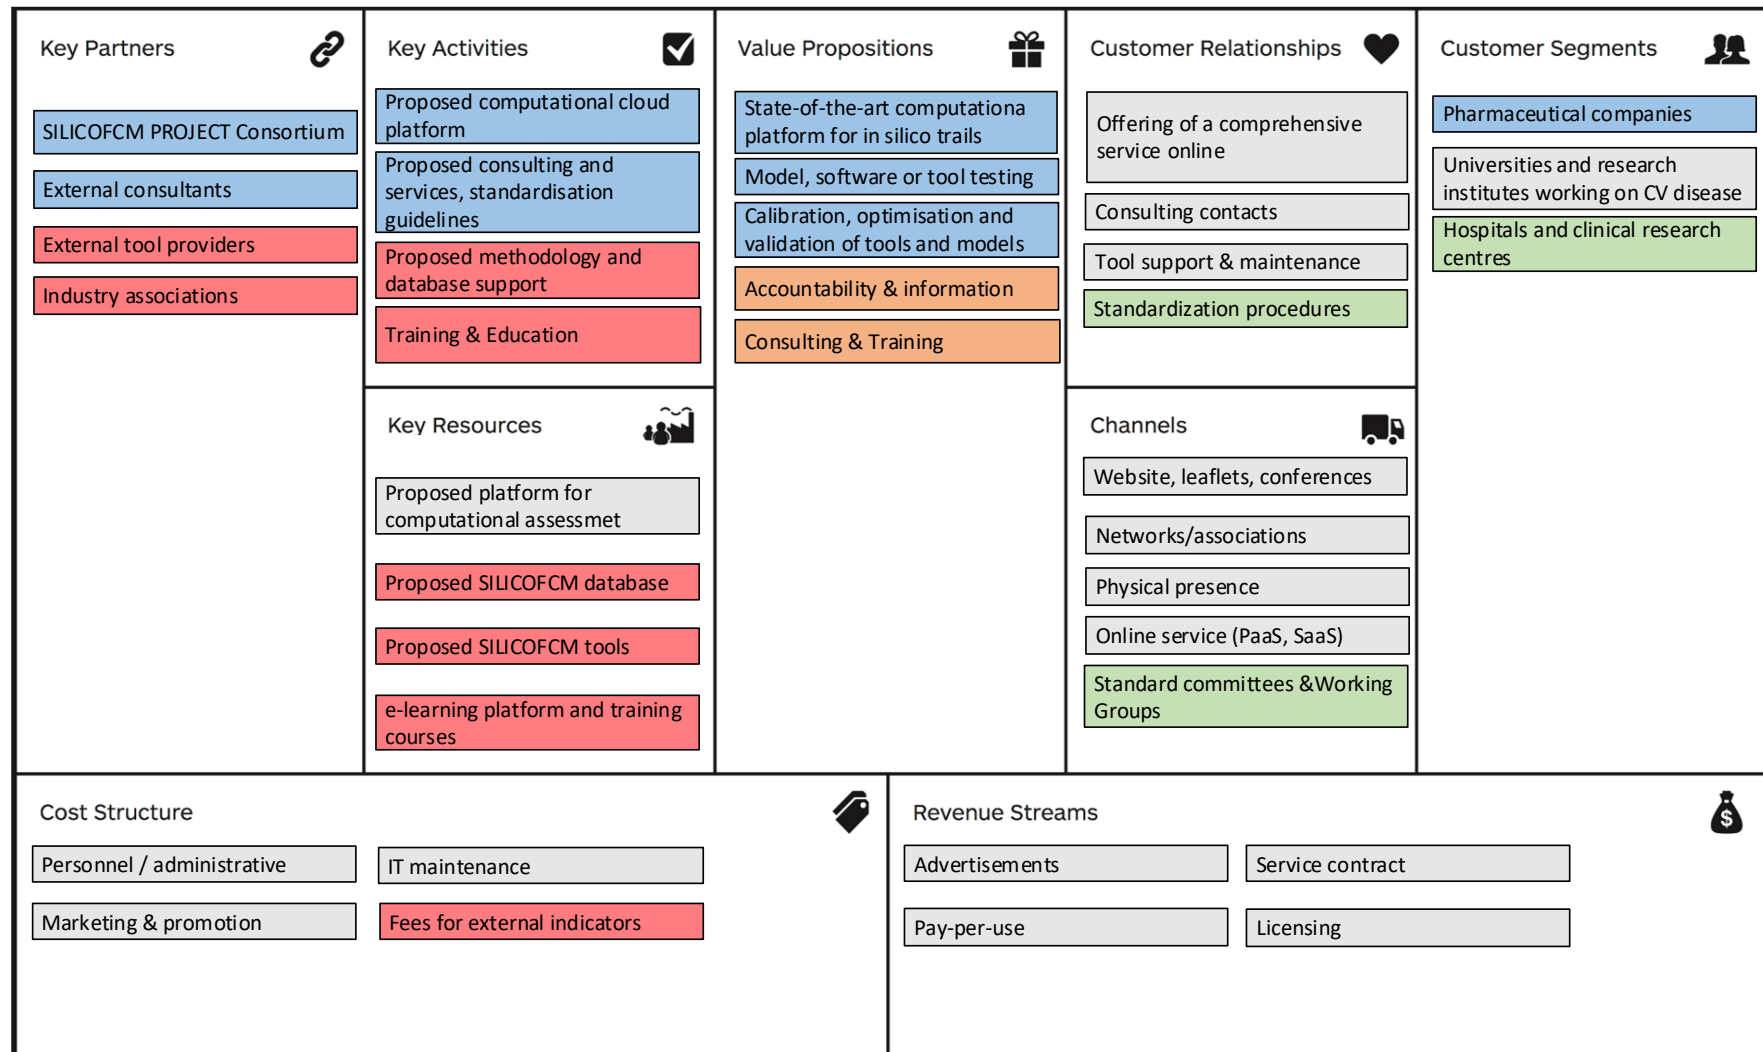 Key Partners
SILICOFCM PROJECT Consortium
External consultants
External tool providers
Industry associations
Key Activities
Proposed computational cloud
platform
Proposed consulting and
services, standardisation
guidelines
Proposed methodology and
database support
Training & Education
Key Resources
Proposed platform for
computational assessmet
Proposed SILICOFCM database
Proposed SILICOFCM tools
e-learning platform and training
courses
Value Propositions
State-of-the-art computationa
platform for in silico trails
Model, software or tool testing
Calibration, optimisation and
validation of tools and models
Accountability & information
Consulting & Training
Customer Relationships
Offering of a comprehensive
service online
Consulting contacts
Tool support & maintenance
Standardization procedures
Channels
Website, leaflets, conferences
Networks/associations
Physical presence
Online service (PaaS, SaaS)
Standard committees &Working
Groups
Customer Segments
Pharmaceutical companies
Universities and research
institutes working on CV disease
Hospitals and clinical research
centres
Cost Structure
Personnel / administrative
IT maintenance
Marketing & promotion
Fees for external indicators
Revenue Streams
$
Advertisements
Service contract
Pay-per-use
Licensing